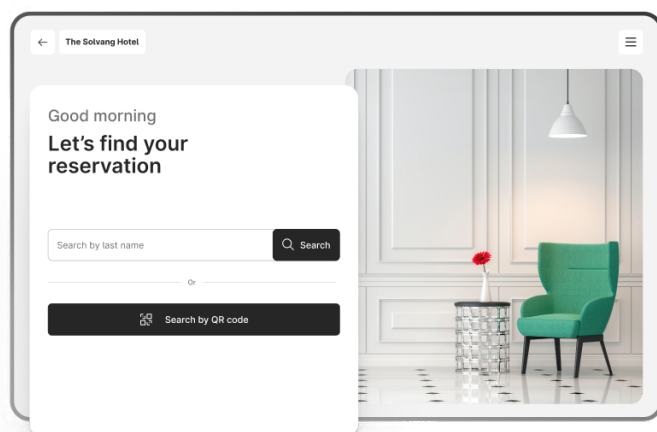 The Solvang Hotel
Good morning
Let's find your
reservation
Search by last name
Search
Or
Search by QR code